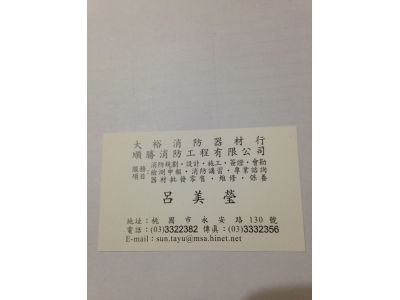 大裕消防器材行
順勝消防工程有限公司
服務項目:消防規劃・設計・施工・簽證・會勘
檢測申報・消防講習・專業諮詢
器材批發零售・維修・保養
呂美瑩
地址:桃園市永安路130號
電話:(03)3322382 傳真:(03)3332356
E-mail:sun.tayu@msa.hinet.net